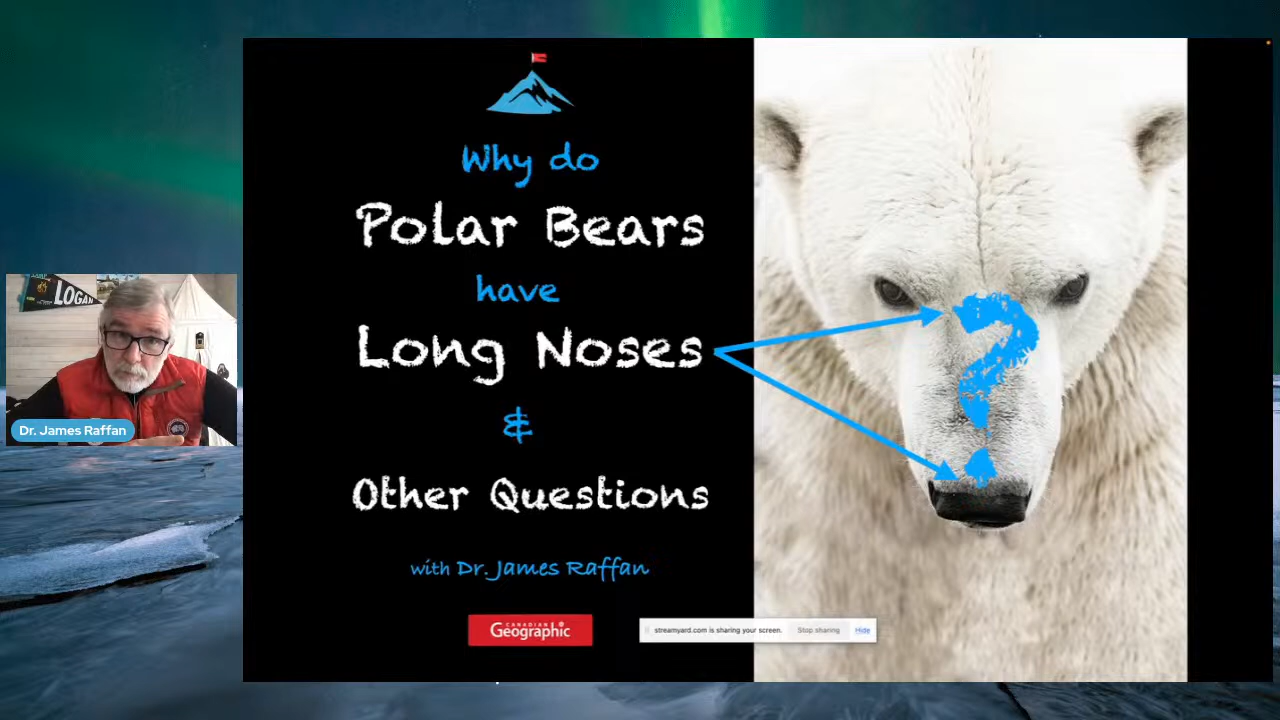 Why do
Polar Bears
have
Long Noses
&
Other Questions
with Dr. James Raffan
CANADIAN
Geographic
streamyard.com is sharing your screen. Stop sharing Hide
LOGAN
Dr. James Raffan
?